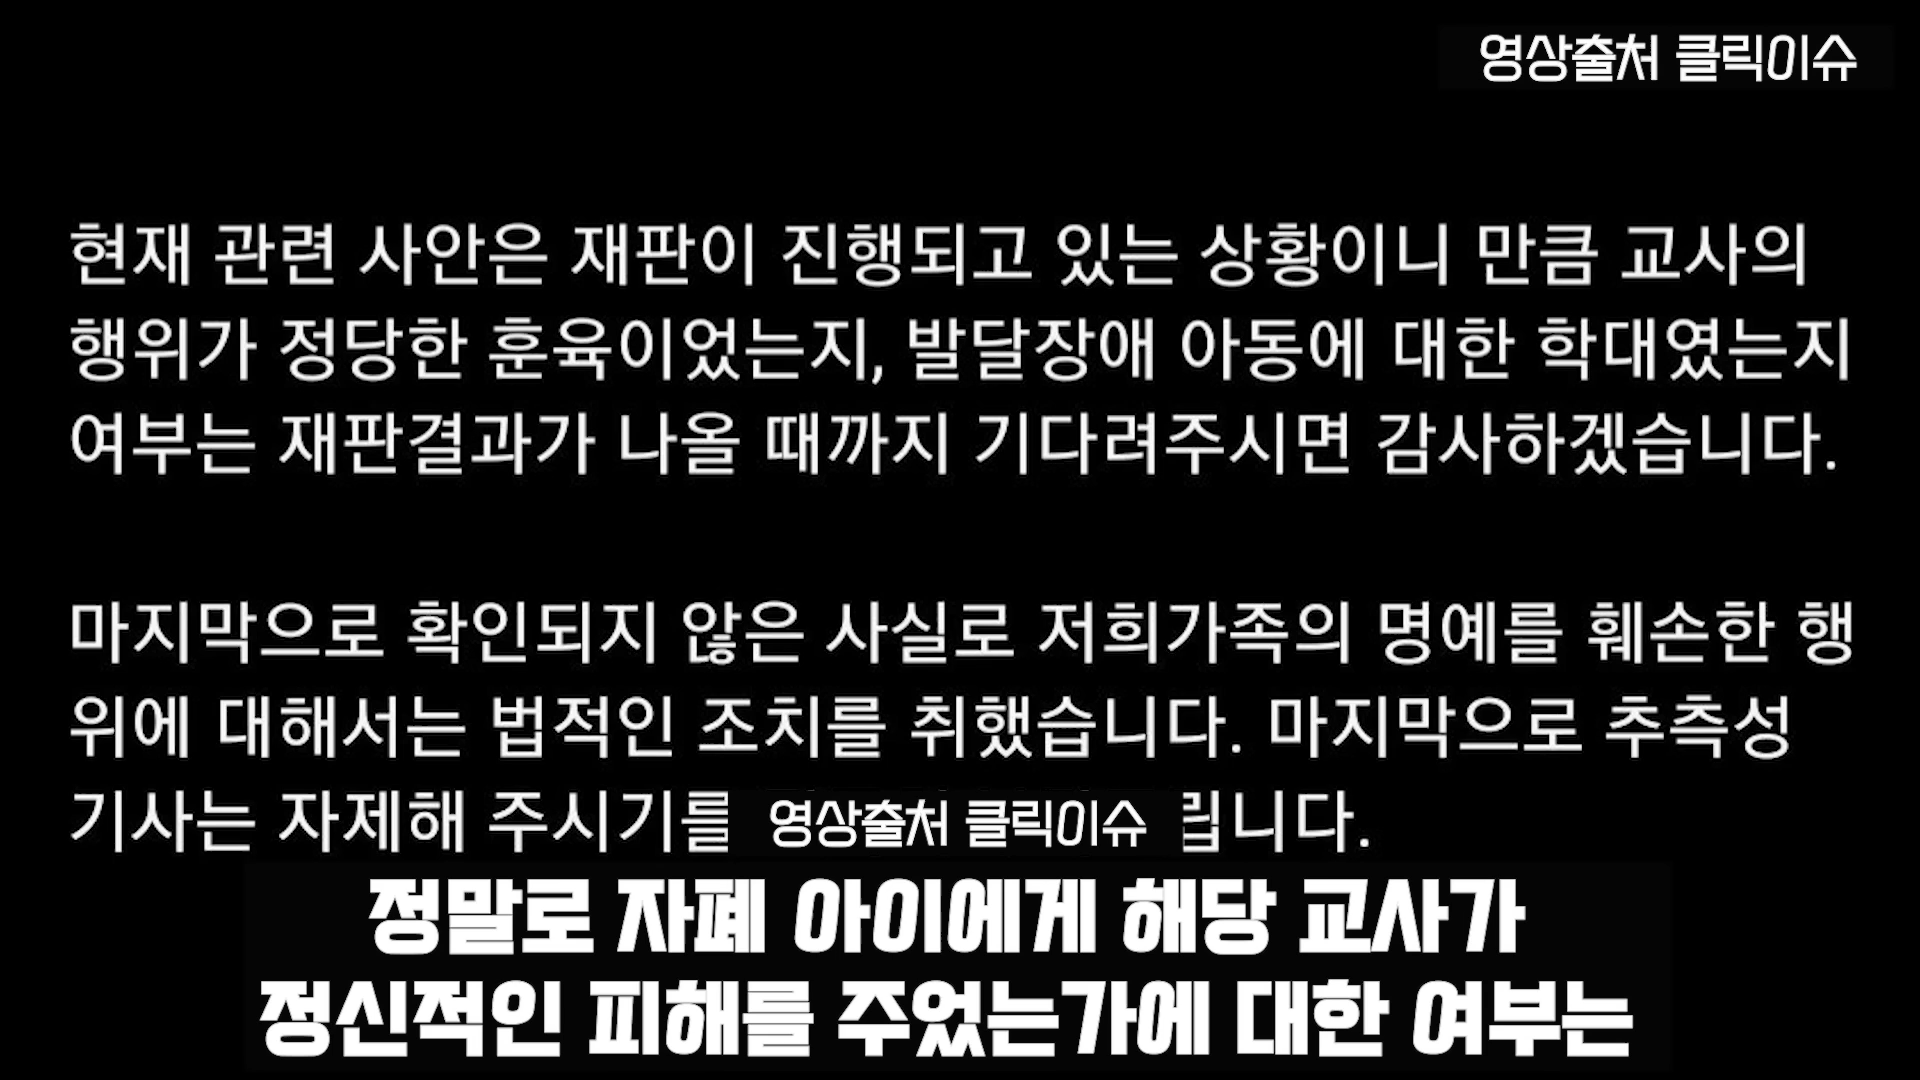 영상출처 클릭이슈
현재 관련 사안은 재판이 진행되고 있는 상황이니 만큼 교사의
행위가 정당한 훈육이었는지, 발달장애 아동에 대한 학대였는지
여부는 재판결과가 나올 때까지 기다려주시면 감사하겠습니다.
마지막으로 확인되지 않은 사실로 저희가족의 명예를 훼손한 행
위에 대해서는 법적인 조치를 취했습니다. 마지막으로 추측성
기사는 자제해 주시기를 립니다.
영상출처 클릭이슈
정말로 자폐 아이에게 해당 교사가
정신적인 피해를 주었는가에 대한 여부는